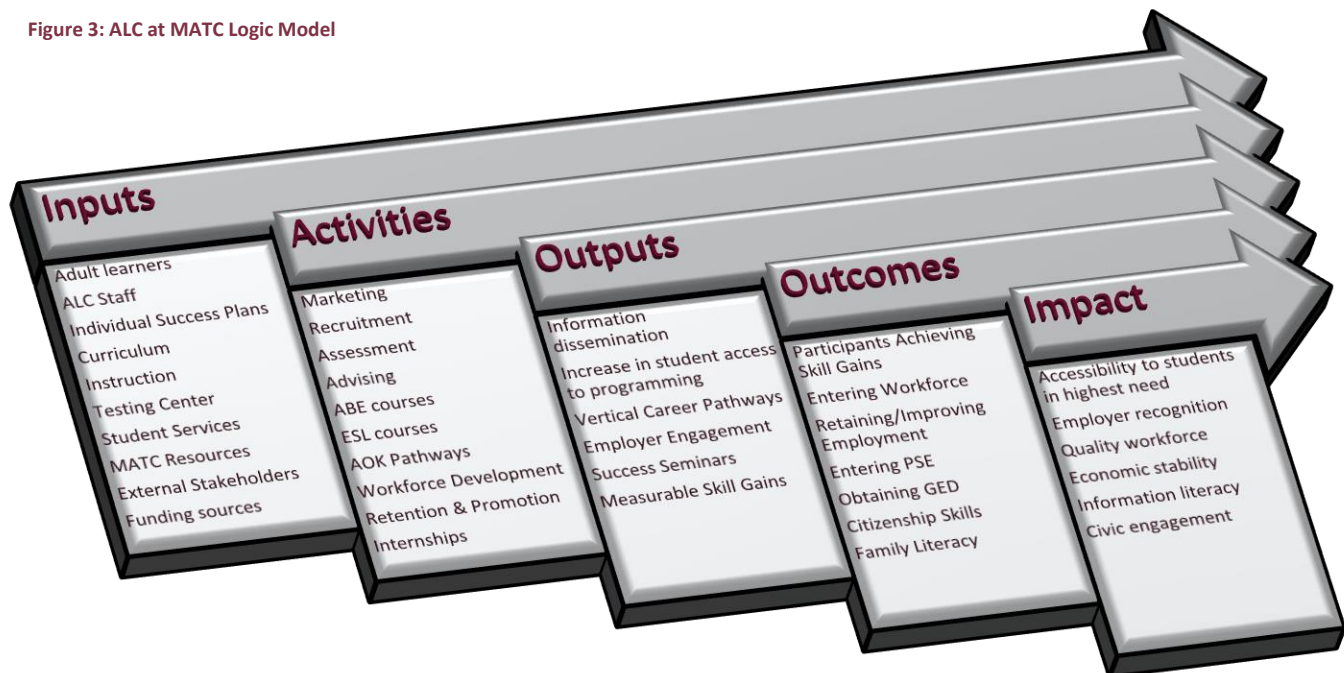 Figure 3: ALC at MATC Logic Model
Inputs
Adult learners
ALC Staff
Individual Success Plans
Curriculum
Instruction
Testing Center
Student Services
MATC Resources
External Stakeholders
Funding sources
Activities
Marketing
Recruitment
Assessment
Advising
ABE courses
ESL courses
AOK Pathways
Workforce Development
Retention & Promotion
Internships
Outputs
Information
dissemination
Increase in student access
to programming
Vertical Career Pathways
Employer Engagement
Success Seminars
Measurable Skill Gains
Outcomes
Participants Achieving
Skill Gains
Entering Workforce
Retaining/Improving
Employment
Entering PSE
Obtaining GED
Citizenship Skills
Family Literacy
Impact
Accessibility to students
in highest need
Employer recognition
Quality workforce
Economic stability
Information literacy
Civic engagement